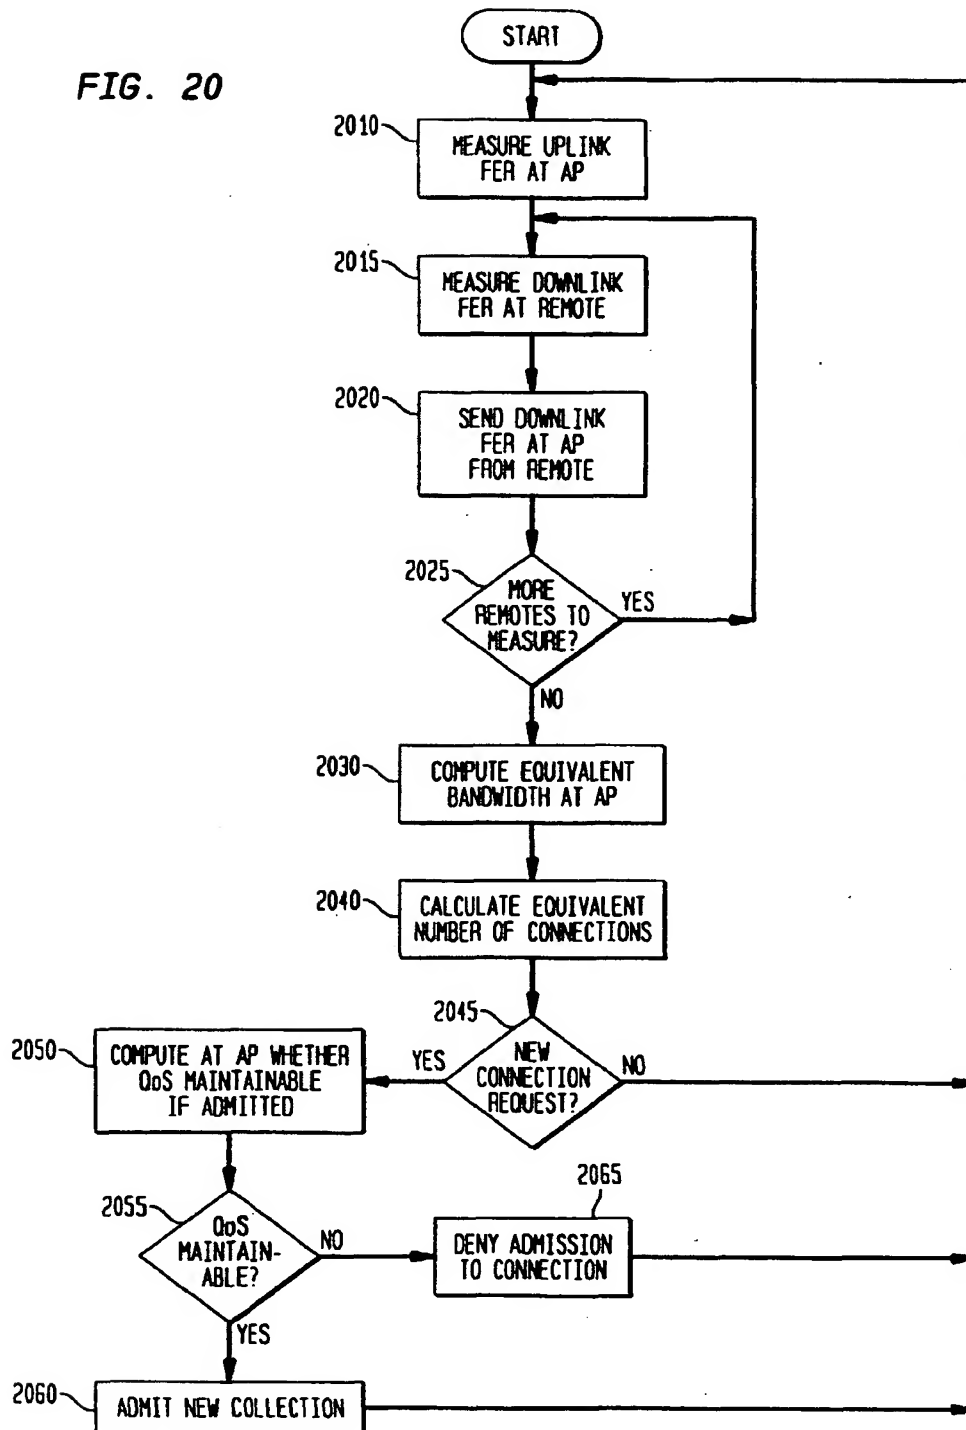 FIG. 20
START
2010
MEASURE UPLINK
FER AT AP
2015
MEASURE DOWNLINK
FER AT REMOTE
2020
SEND DOWNLINK
FER AT AP
FROM REMOTE
2025
MORE
REMOTES TO
MEASURE?
YES
NO
2030
COMPUTE EQUIVALENT
BANDWIDTH AT AP
2040
CALCULATE EQUIVALENT
NUMBER OF CONNECTIONS
2045
NEW
CONNECTION
REQUEST?
YES
NO
2050
COMPUTE AT AP WHETHER
QoS MAINTAINABLE
IF ADMITTED
2055
QoS
MAINTAIN-
ABLE?
NO
YES
2065
DENY ADMISSION
TO CONNECTION
2060
ADMIT NEW COLLECTION